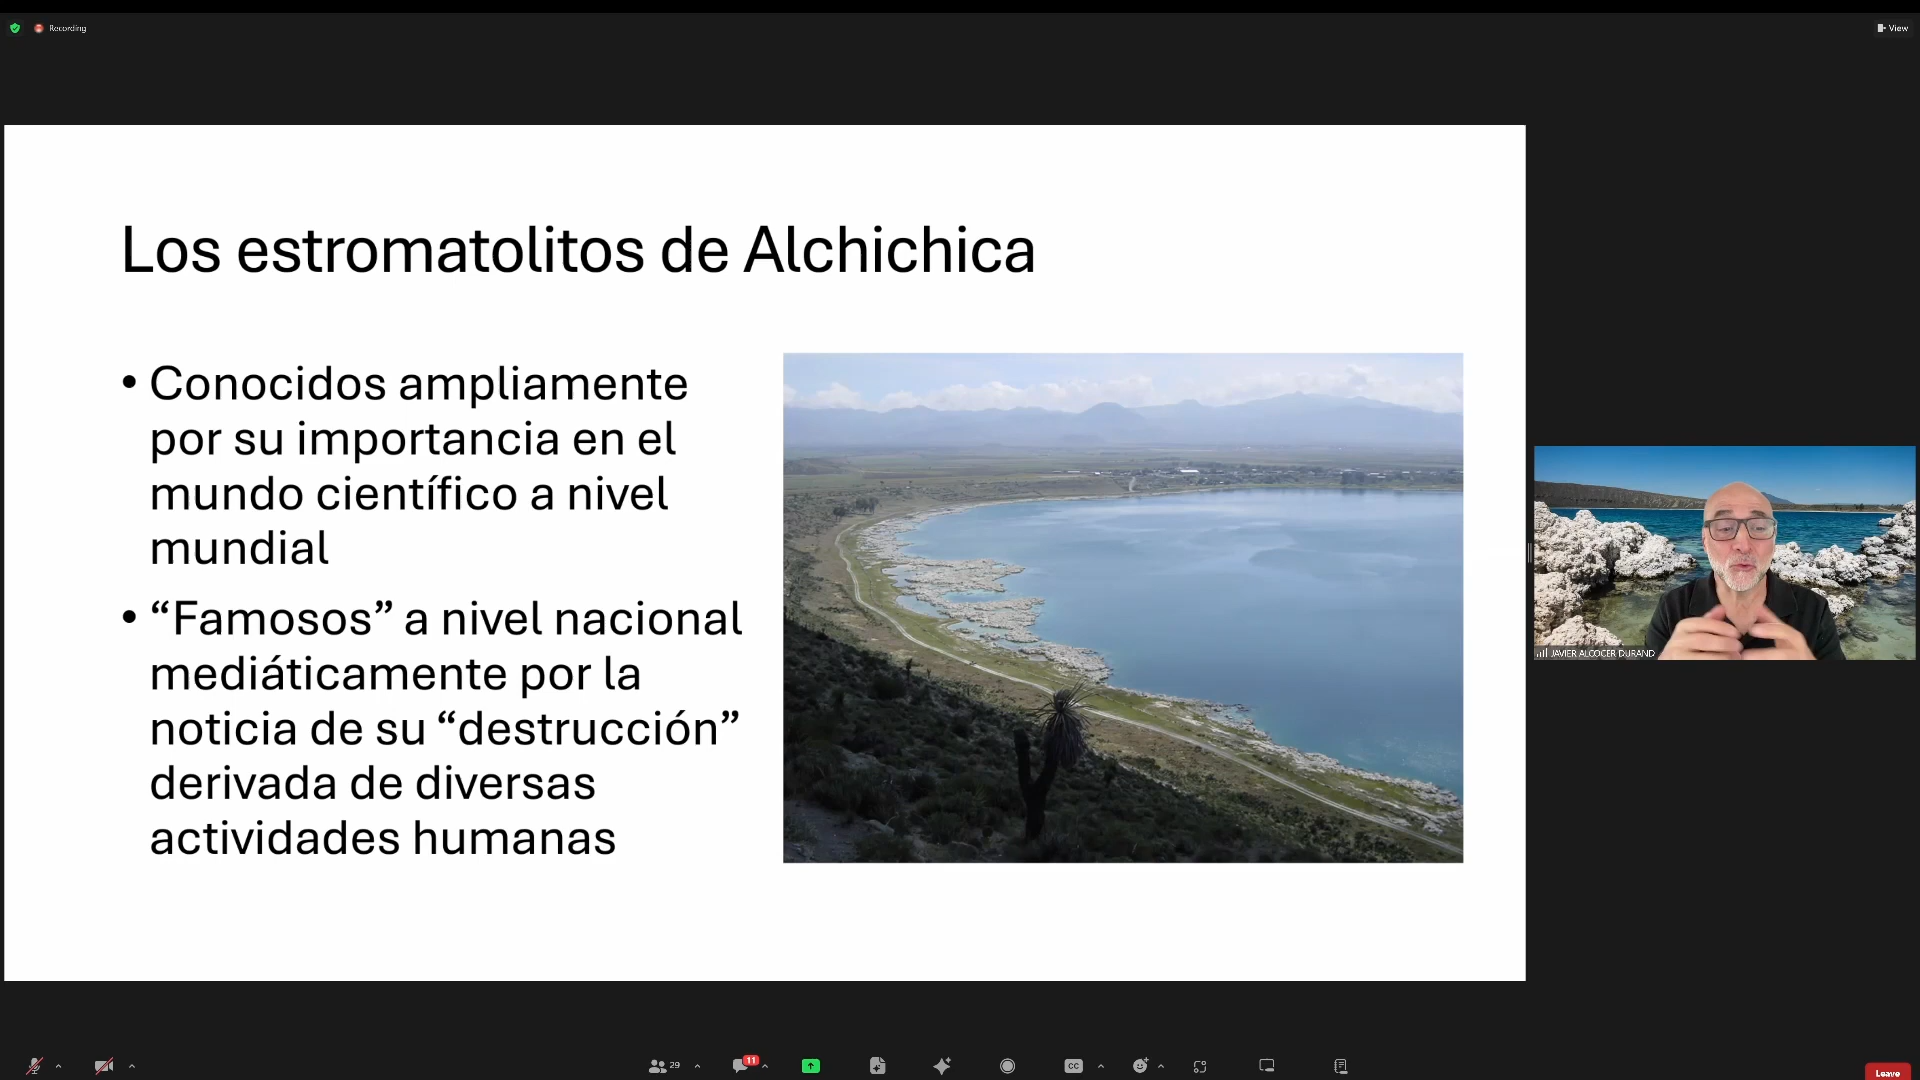 Recording
View
Los estromatolitos de Alchichica
• Conocidos ampliamente
por su importancia en el
mundo científico a nivel
mundial
• “Famosos” a nivel nacional
mediáticamente por la
noticia de su “destrucción”
derivada de diversas
actividades humanas
JAVIER ALCOCER DURAND
29
11
CC
Leave